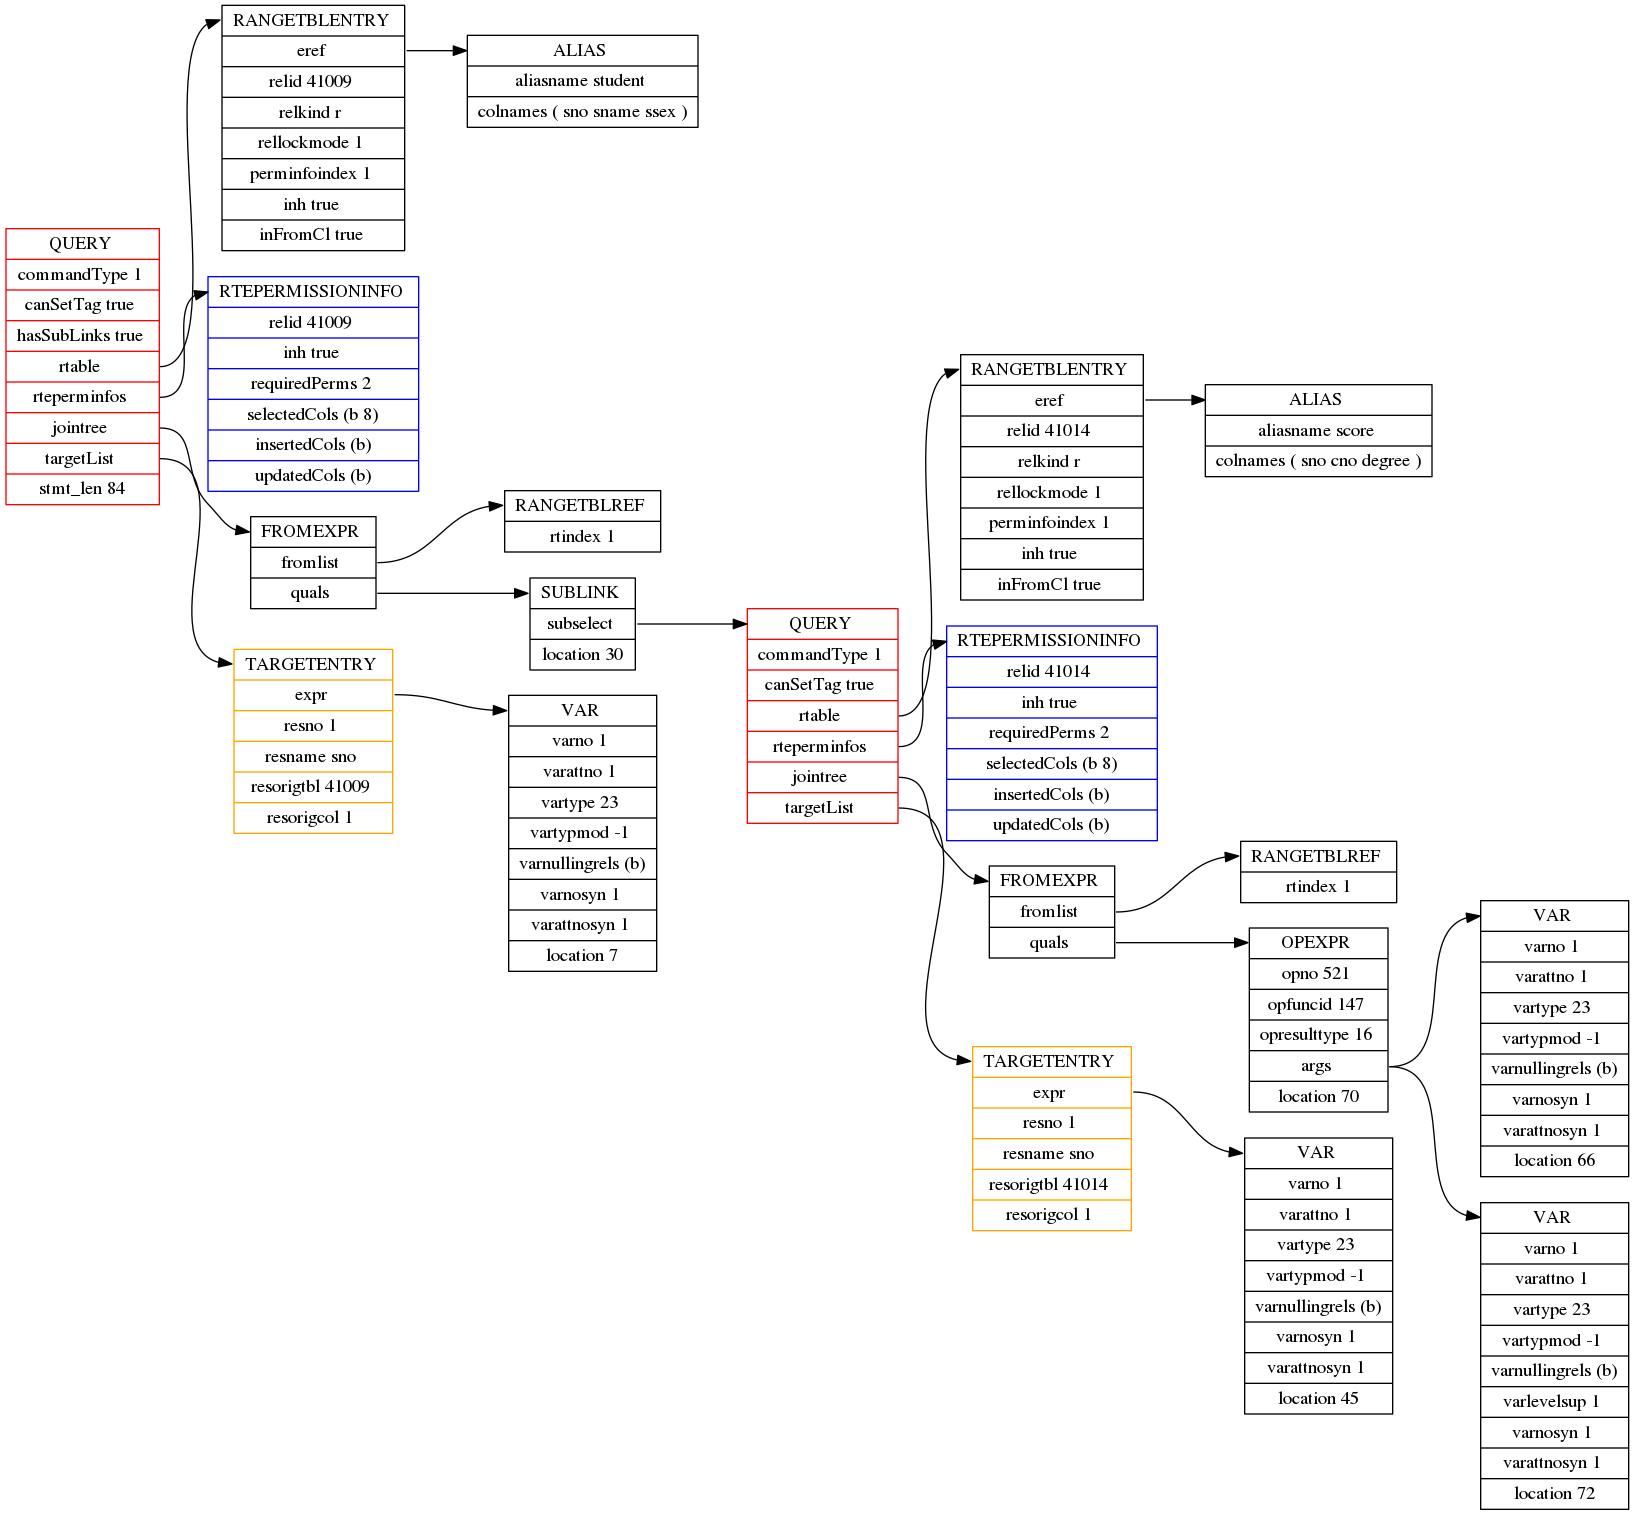 RANGETBLENTRY
eref
relid 41009
relkind r
rellockmode 1
perminfoindex 1
inh true
inFromCl true
ALIAS
aliasname student
colnames ( sno sname ssex )
QUERY
commandType 1
canSetTag true
hasSubLinks true
rtable
rteperminfos
jointree
targetList
stmt_len 84
RTEPERMISSIONINFO
relid 41009
inh true
requiredPerms 2
selectedCols (b 8)
insertedCols (b)
updatedCols (b)
FROMEXPR
fromlist
quals
RANGETBLREF
rtindex 1
SUBLINK
subselect
location 30
TARGETENTRY
expr
resno 1
resname sno
resorigtbl 41009
resorigcol 1
VAR
varno 1
varattno 1
vartype 23
vartypmod -1
varnullingrels (b)
varnosyn 1
varattnosyn 1
location 7
QUERY
commandType 1
canSetTag true
rtable
rteperminfos
jointree
targetList
RANGETBLENTRY
eref
relid 41014
relkind r
rellockmode 1
perminfoindex 1
inh true
inFromCl true
ALIAS
aliasname score
colnames ( sno cno degree )
RTEPERMISSIONINFO
relid 41014
inh true
requiredPerms 2
selectedCols (b 8)
insertedCols (b)
updatedCols (b)
FROMEXPR
fromlist
quals
RANGETBLREF
rtindex 1
OPEXPR
opno 521
opfuncid 147
opresulttype 16
args
location 70
VAR
varno 1
varattno 1
vartype 23
vartypmod -1
varnullingrels (b)
varnosyn 1
varattnosyn 1
location 66
TARGETENTRY
expr
resno 1
resname sno
resorigtbl 41014
resorigcol 1
VAR
varno 1
varattno 1
vartype 23
vartypmod -1
varnullingrels (b)
varnosyn 1
varattnosyn 1
location 45
VAR
varno 1
varattno 1
vartype 23
vartypmod -1
varnullingrels (b)
varlevelsup 1
varnosyn 1
varattnosyn 1
location 72